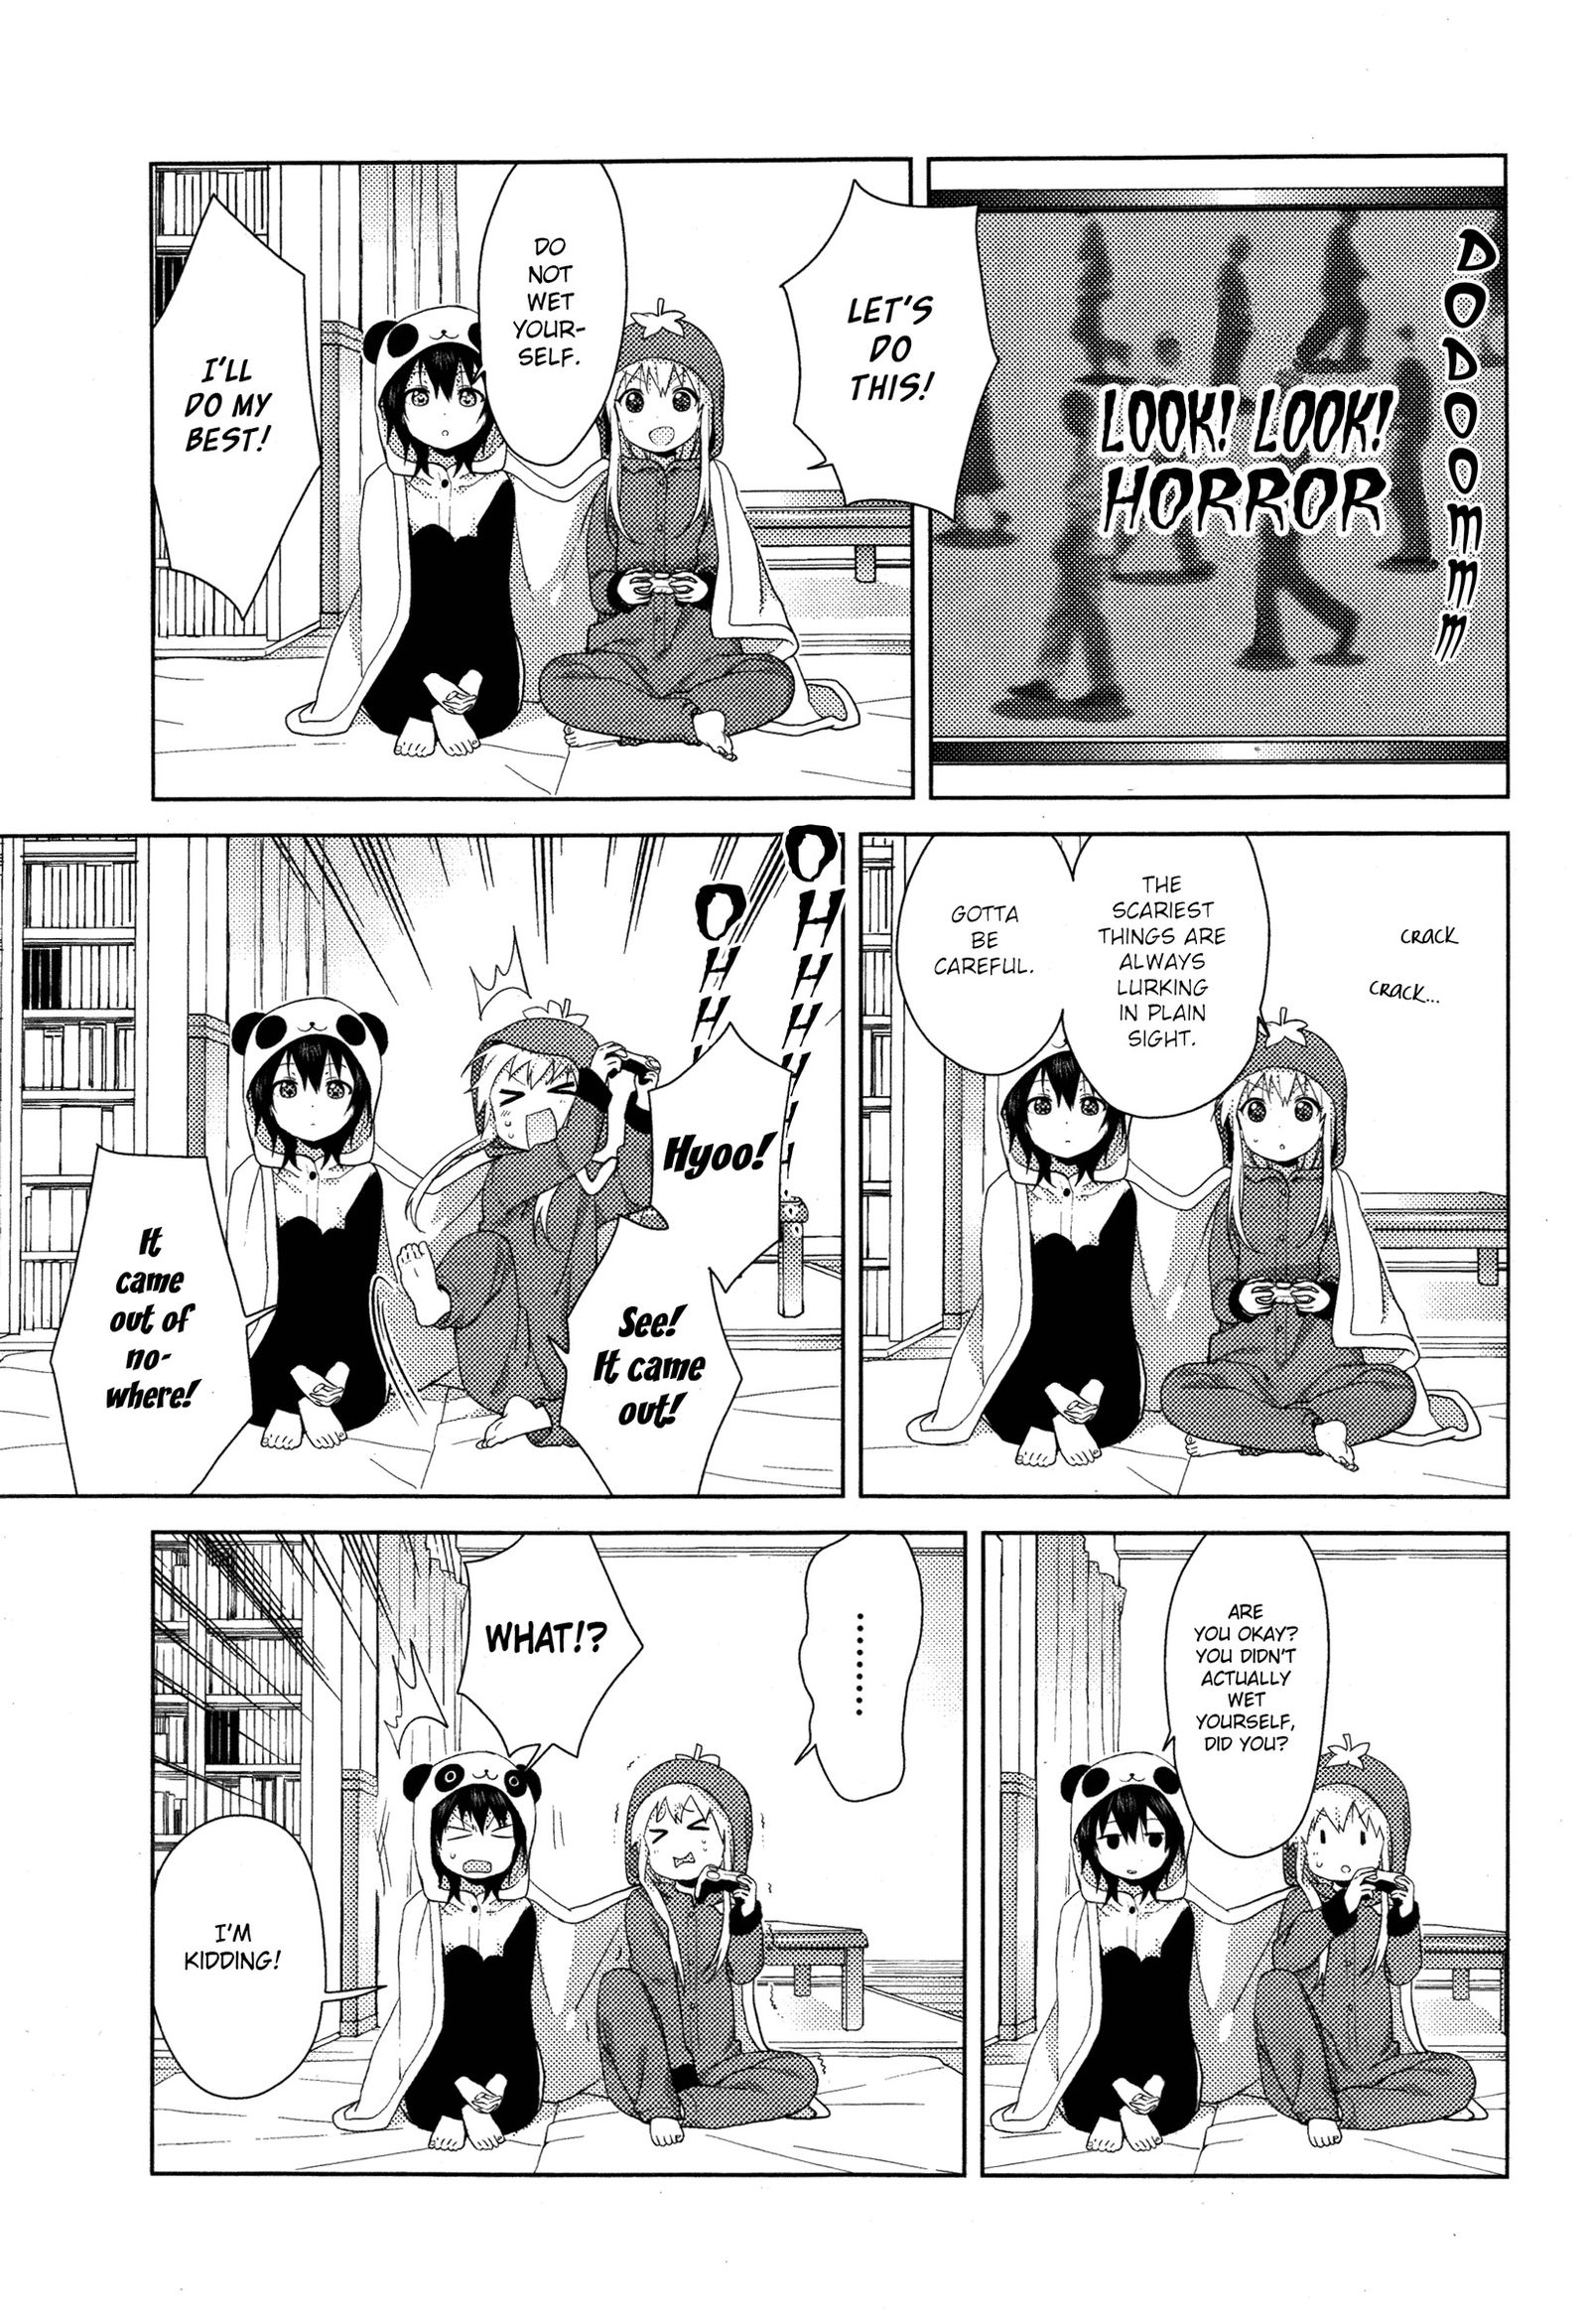 DODOOMMM
LOOK! LOOK!
HORROR
LET'S
DO
THIS!
DO
NOT
WET
YOUR-
SELF.
I'LL
DO MY
BEST!
CRACK
CRACK...
THE
SCARIEST
THINGS ARE
ALWAYS
LURKING
IN PLAIN
SIGHT.
GOTTA
BE
CAREFUL.
OHHHHHHH
OHHH
Hyoo!
See!
It came
out!
It
came
out of
no-
where!
ARE
YOU OKAY?
YOU DIDN'T
ACTUALLY
WET
YOURSELF,
DID YOU?
.........
WHAT!?
I'M
KIDDING!